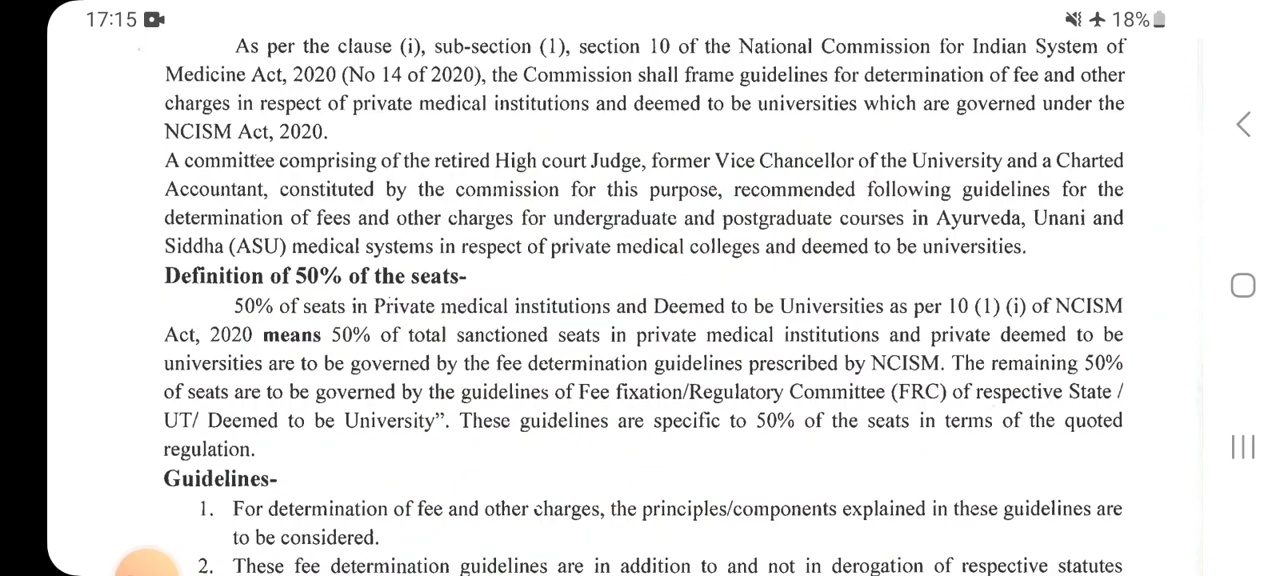 17:15
18%
As per the clause (i), sub-section (1), section 10 of the National Commission for Indian System of
Medicine Act, 2020 (No 14 of 2020), the Commission shall frame guidelines for determination of fee and other
charges in respect of private medical institutions and deemed to be universities which are governed under the
NCISM Act, 2020.
A committee comprising of the retired High court Judge, former Vice Chancellor of the University and a Charted
Accountant, constituted by the commission for this purpose, recommended following guidelines for the
determination of fees and other charges for undergraduate and postgraduate courses in Ayurveda, Unani and
Siddha (ASU) medical systems in respect of private medical colleges and deemed to be universities.
Definition of 50% of the seats-
50% of seats in Private medical institutions and Deemed to be Universities as per 10 (1) (i) of NCISM
Act, 2020 means 50% of total sanctioned seats in private medical institutions and private deemed to be
universities are to be governed by the fee determination guidelines prescribed by NCISM. The remaining 50%
of seats are to be governed by the guidelines of Fee fixation/Regulatory Committee (FRC) of respective State /
UT/ Deemed to be University”. These guidelines are specific to 50% of the seats in terms of the quoted
regulation.
Guidelines-
1. For determination of fee and other charges, the principles/components explained in these guidelines are
to be considered.
2. These fee determination guidelines are in addition to and not in derogation of respective statutes